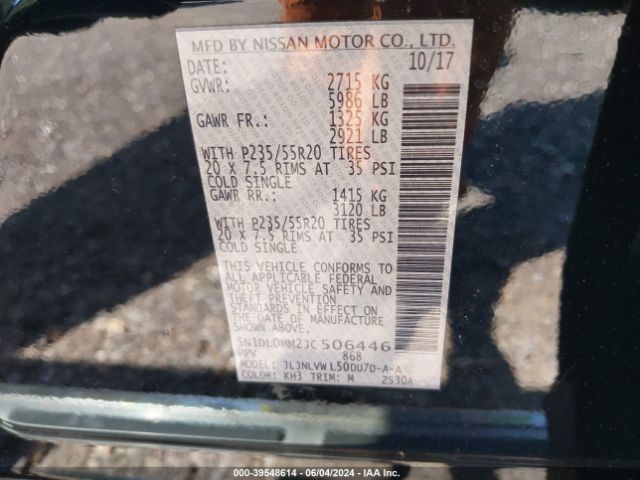 MFD BY NISSAN MOTOR CO., LTD.
DATE: 10/17
GVWR: 2715 KG
5986 LB
GAWR FR.: 1325 KG
2921 LB
WITH P235/55R20 TIRES
20 X 7.5 RIMS AT 35 PSI
COLD SINGLE
GAWR RR.: 1415 KG
3120 LB
WITH P235/55R20 TIRES
20 X 7.5 RIMS AT 35 PSI
COLD SINGLE
THIS VEHICLE CONFORMS TO
ALL APPLICABLE FEDERAL
MOTOR VEHICLE SAFETY AND
THEFT PREVENTION
STANDARDS IN EFFECT ON
THE DATE OF MANUFACTURE
SHOWN ABOVE.
5N1DL0MM2JC506446
MPV 868
MODEL: JLJNLVWL50DU7D-A-A
COLOR: KH3 TRIM: M 2S30A
000-39548614 - 06/04/2024 - IAA Inc.